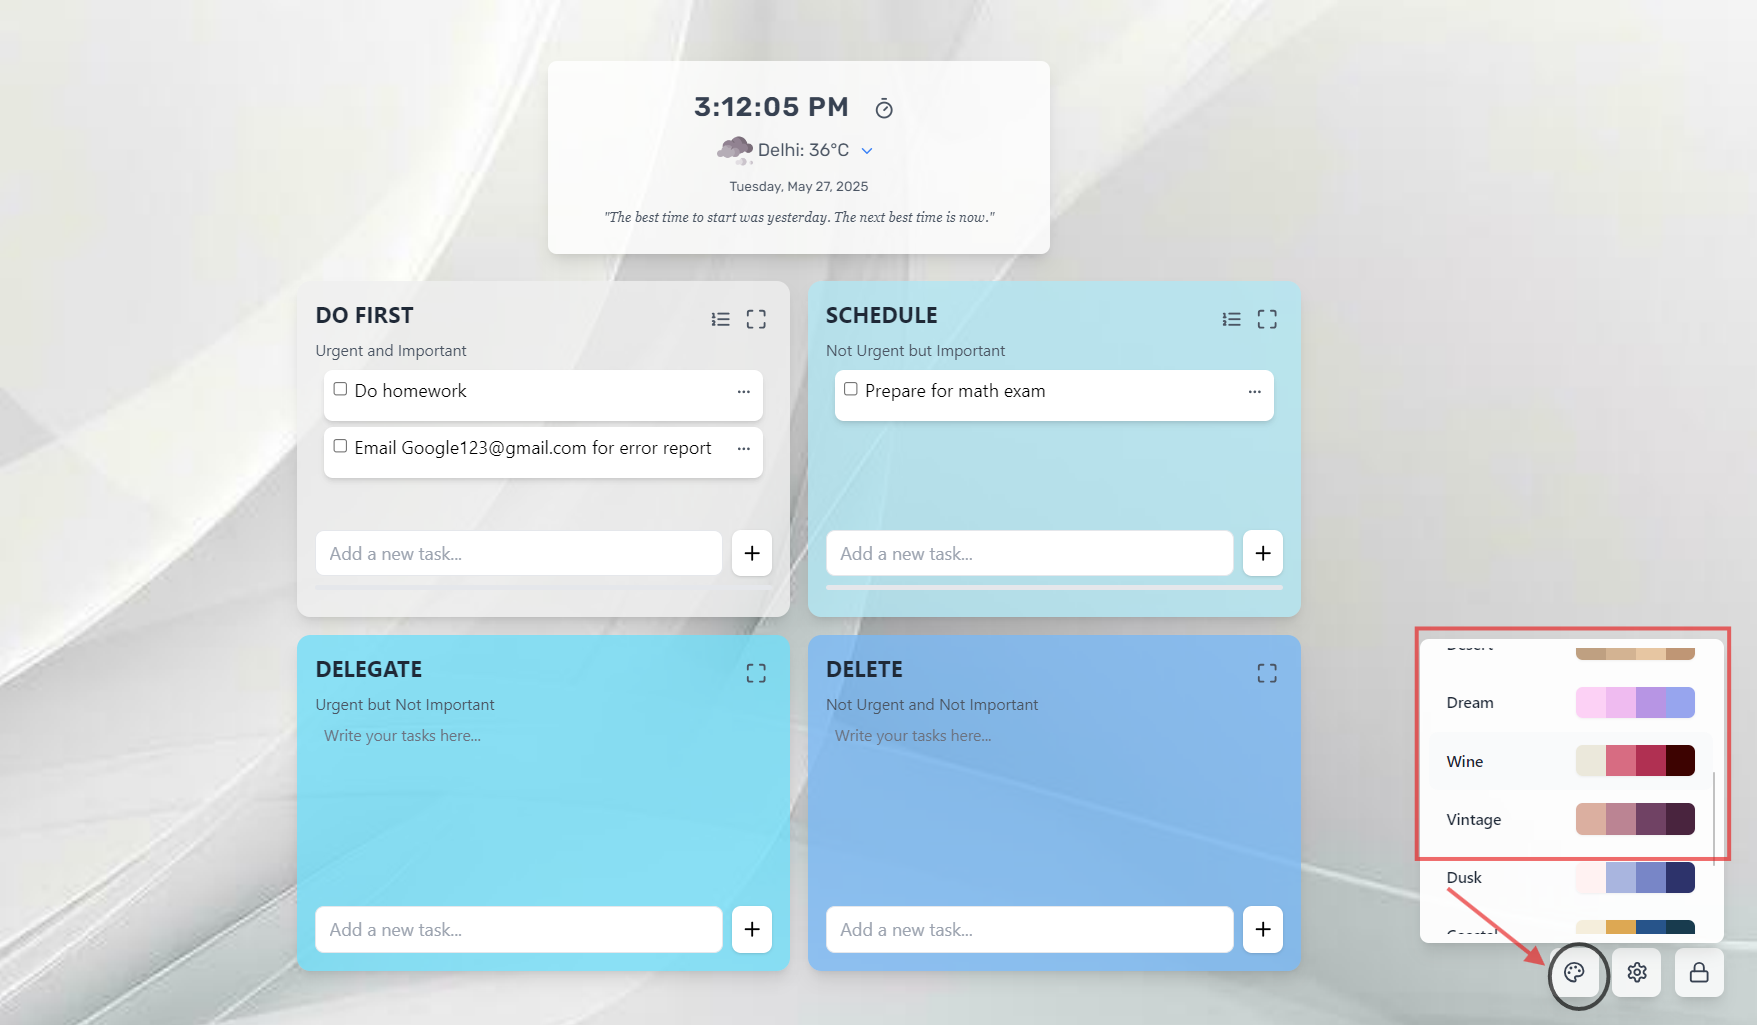 3:12:05 PM
Delhi: 36°C
Tuesday, May 27, 2025
"The best time to start was yesterday. The next best time is now."
DO FIRST
Urgent and Important
Do homework
Email Google123@gmail.com for error report
Add a new task...
SCHEDULE
Not Urgent but Important
Prepare for math exam
Add a new task...
DELEGATE
Urgent but Not Important
Write your tasks here...
Add a new task...
DELETE
Not Urgent and Not Important
Write your tasks here...
Add a new task...
Desert
Dream
Wine
Vintage
Dusk
Coastal